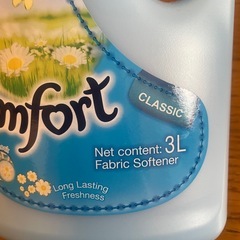 CLASSIC
mfort
Net content: 3L
Fabric Softener
Long Lasting
Freshness